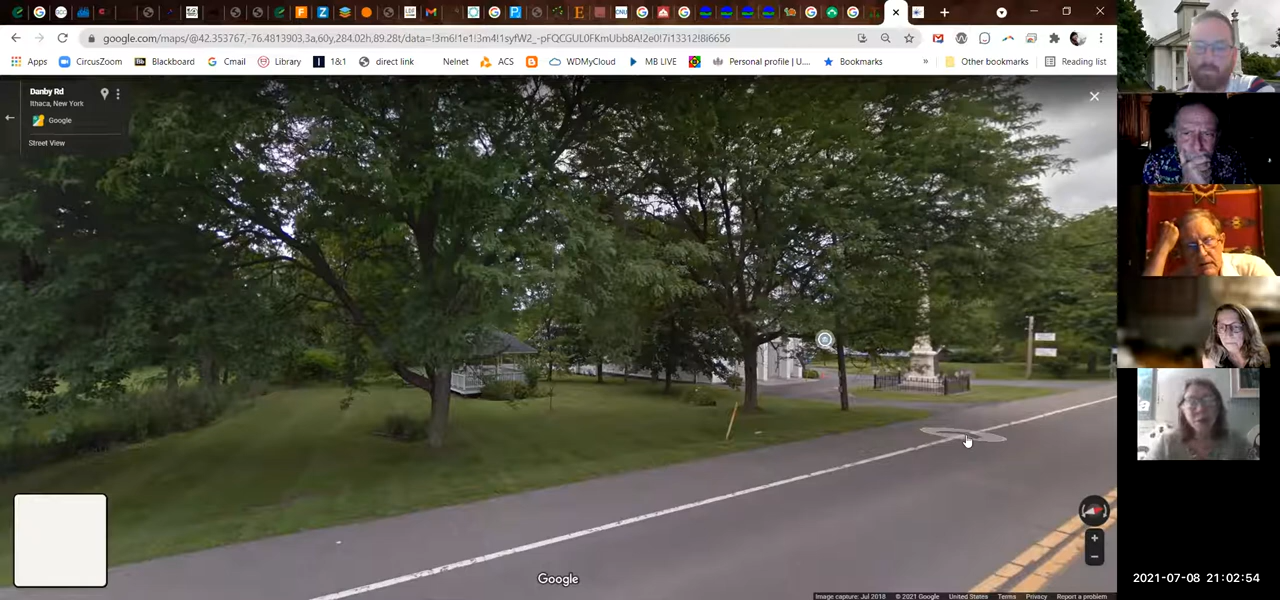 google.com/maps/@42.353767,-76.4813903,3a,60y,284.02h,89.28t/data=!3m6!1e1!3m4!1syfW2_-pFQCGUL0FKmUbb8A!2e0!7i13312!8i6656
Apps CircusZoom Blackboard Gmail Library 1&1 direct link Nelnet ACS Blog WDMyCloud MB LIVE Personal profile | U... Bookmarks » Other bookmarks Reading list
Danby Rd
Ithaca, New York
Google
Street View
Google
Image capture: Jul 2018 © 2021 Google United States Terms Privacy Report a problem
2021-07-08 21:02:54